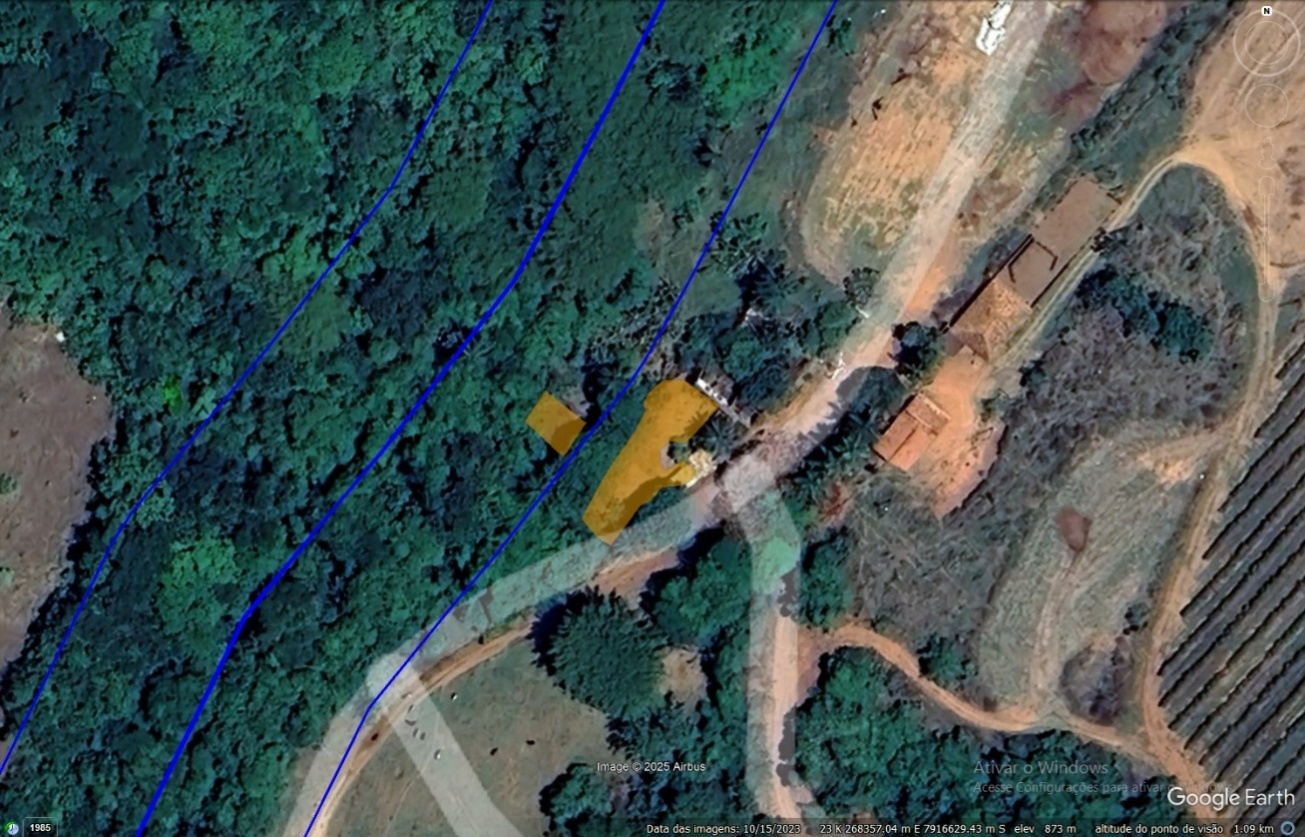 N
Image © 2025 Airbus
Ativar o Windows
Acesse Configurações para ativar o
Google Earth
1985
Data das imagens: 10/15/2023 23 K 268357.04 m E 7916629.43 m S elev 873 m altitude do ponto de visão 1.09 km